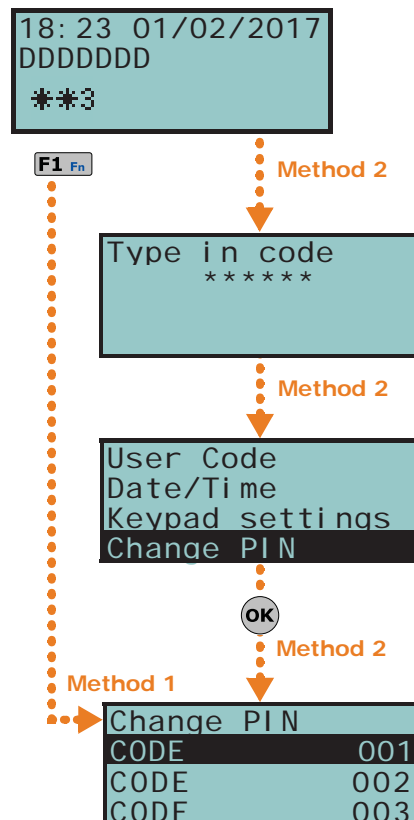 18:23 01/02/2017
DDDDDDD
**3
F1 Fn
Method 2
Type in code
******
Method 2
User Code
Date/Time
Keypad settings
Change PIN
OK
Method 2
Method 1
Change PIN
CODE 001
CODE 002
CODE 003